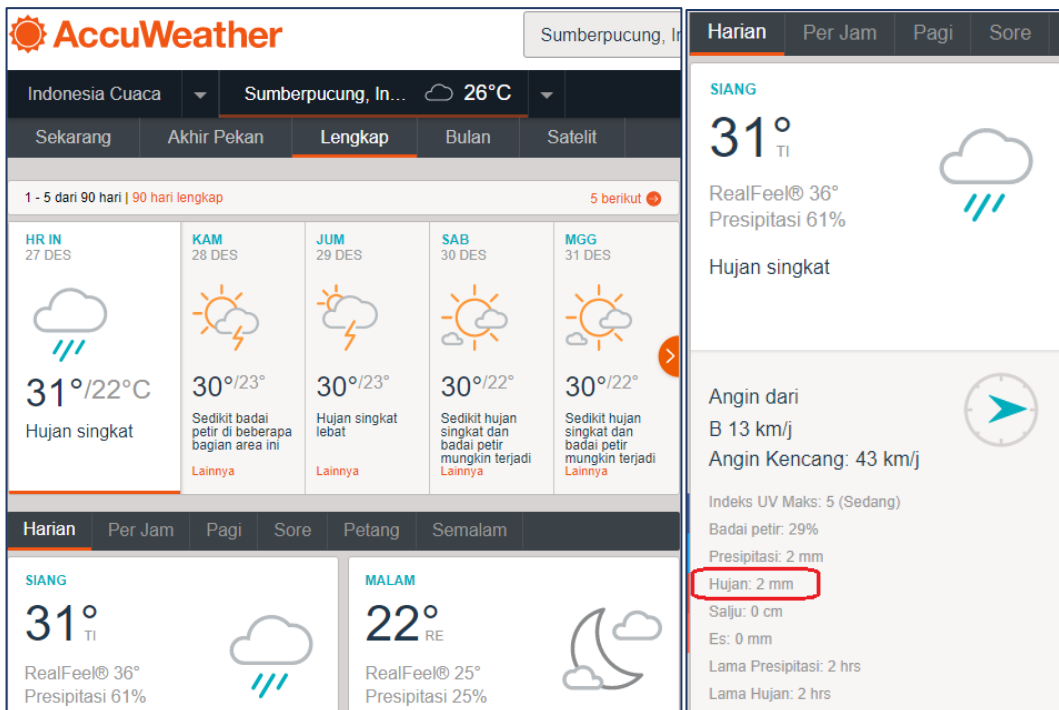 AccuWeather
Sumberpucung, In
Indonesia Cuaca
Sumberpucung, In... 26°C
Sekarang Akhir Pekan Lengkap Bulan Satelit
1 - 5 dari 90 hari | 90 hari lengkap
5 berikut
HR IN
27 DES
31°/22°C
Hujan singkat
KAM
28 DES
30°/23°
Sedikit badai
petir di beberapa
bagian area ini
Lainnya
JUM
29 DES
30°/23°
Hujan singkat
lebat
Lainnya
SAB
30 DES
30°/22°
Sedikit hujan
singkat dan
badai petir
mungkin terjadi
Lainnya
MGG
31 DES
30°/22°
Sedikit hujan
singkat dan
badai petir
mungkin terjadi
Lainnya
Harian Per Jam Pagi Sore Petang Semalam
SIANG
31° TI
RealFeel® 36°
Presipitasi 61%
MALAM
22° RE
RealFeel® 25°
Presipitasi 25%
Harian Per Jam Pagi Sore
SIANG
31° TI
RealFeel® 36°
Presipitasi 61%
Hujan singkat
Angin dari
B 13 km/j
Angin Kencang: 43 km/j
Indeks UV Maks: 5 (Sedang)
Badai petir: 29%
Presipitasi: 2 mm
Hujan: 2 mm
Salju: 0 cm
Es: 0 mm
Lama Presipitasi: 2 hrs
Lama Hujan: 2 hrs